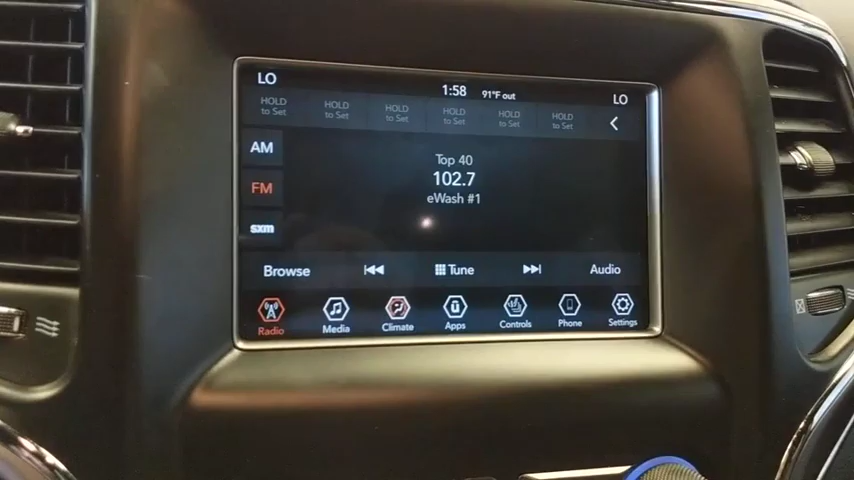 LO 1:58 91°F out LO
HOLD to Set HOLD to Set HOLD to Set HOLD to Set HOLD to Set HOLD to Set
AM
Top 40
102.7
FM
eWash #1
sxm
Browse Tune Audio
Radio Media Climate Apps Controls Phone Settings